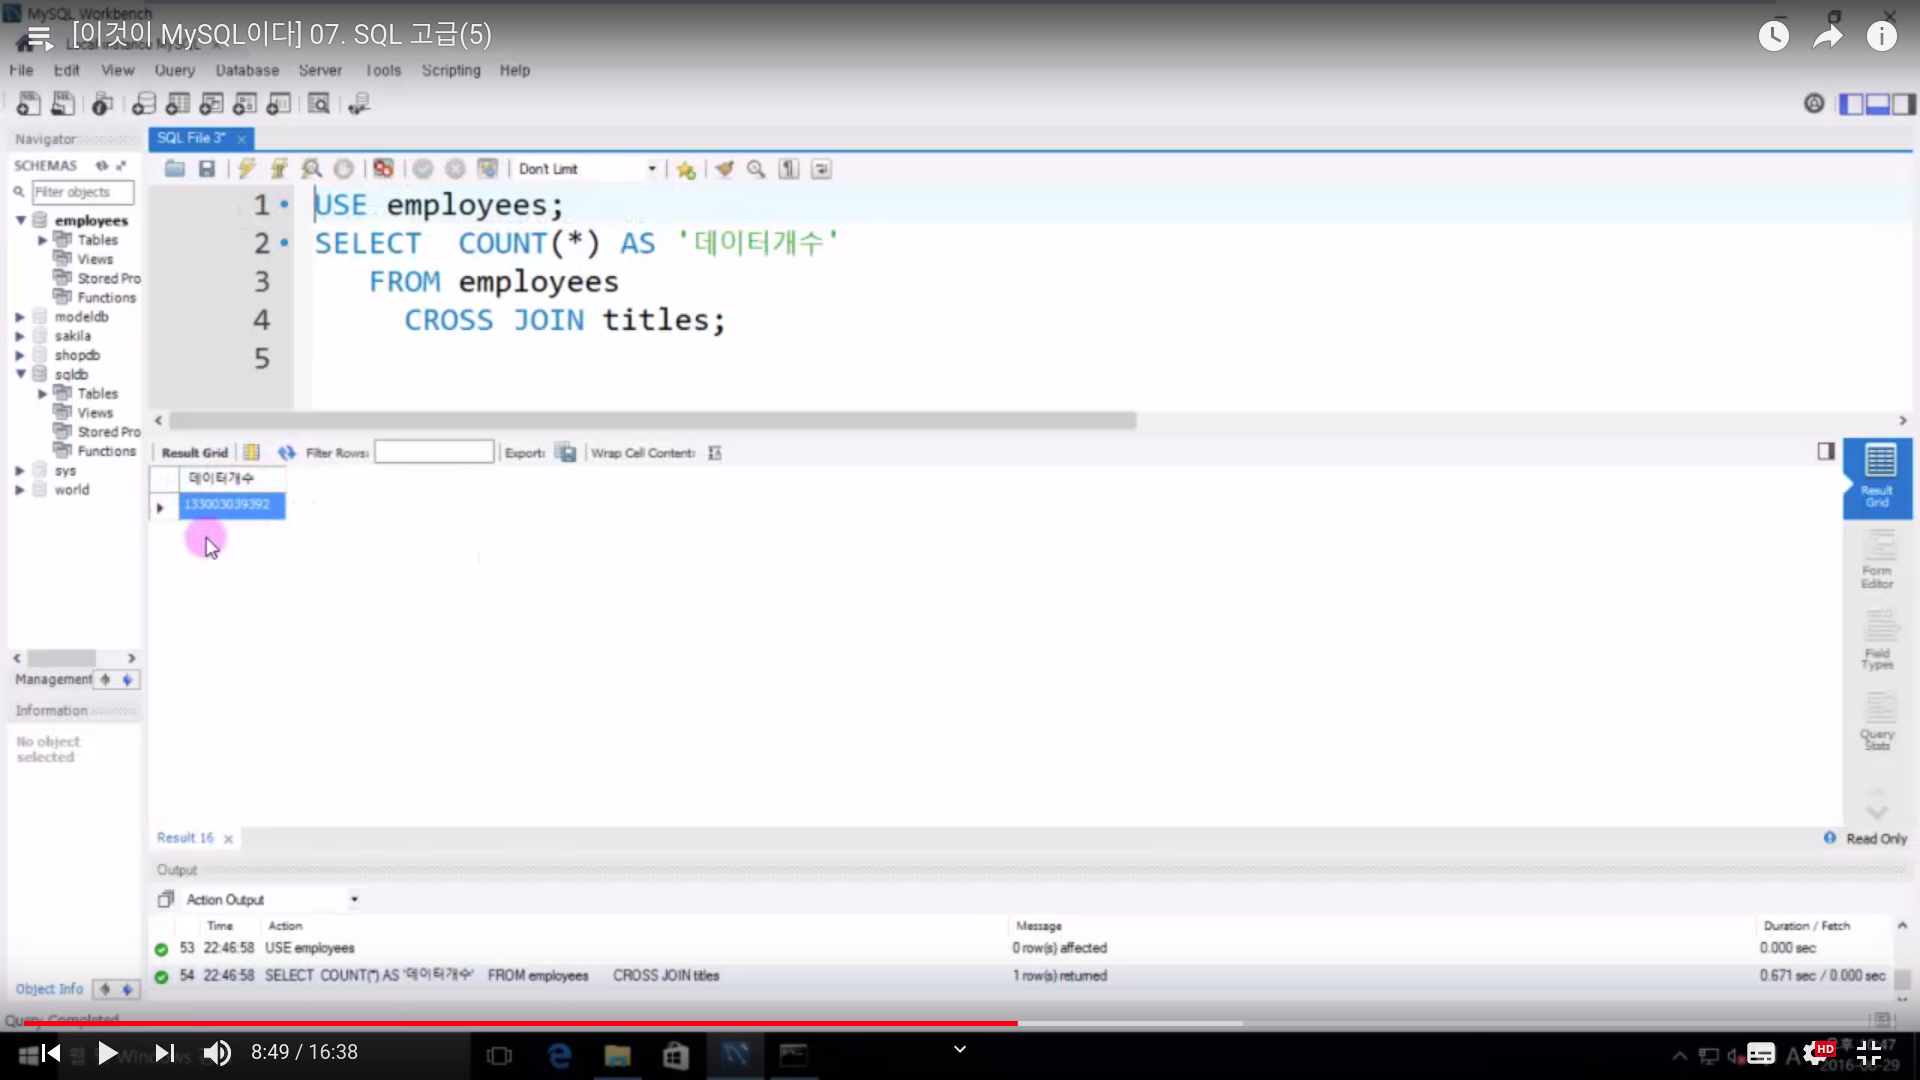 MySQL Workbench
[이것이 MySQL이다] 07. SQL 고급(5)
File Edit View Query Database Server Tools Scripting Help
Navigator
SQL File 3* ×
SCHEMAS
Don't Limit
Filter objects
employees
Tables
Views
Stored Pro
Functions
modeldb
sakila
shopdb
sqldb
Tables
Views
Stored Pro
Functions
sys
world
1 USE employees;
2 SELECT COUNT(*) AS '데이터개수'
3 FROM employees
4 CROSS JOIN titles;
5
Result Grid Filter Rows: Export: Wrap Cell Content:
데이터개수
133003039392
Result Grid
Form Editor
Field Types
Query Stats
Management
Information
No object selected
Result 16 ×
Read Only
Output
Action Output
Time Action Message Duration / Fetch
53 22:46:58 USE employees 0 row(s) affected 0.000 sec
54 22:46:58 SELECT COUNT(*) AS '데이터개수' FROM employees CROSS JOIN titles 1 row(s) returned 0.671 sec / 0.000 sec
Object Info
Query Completed
8:49 / 16:38
HD